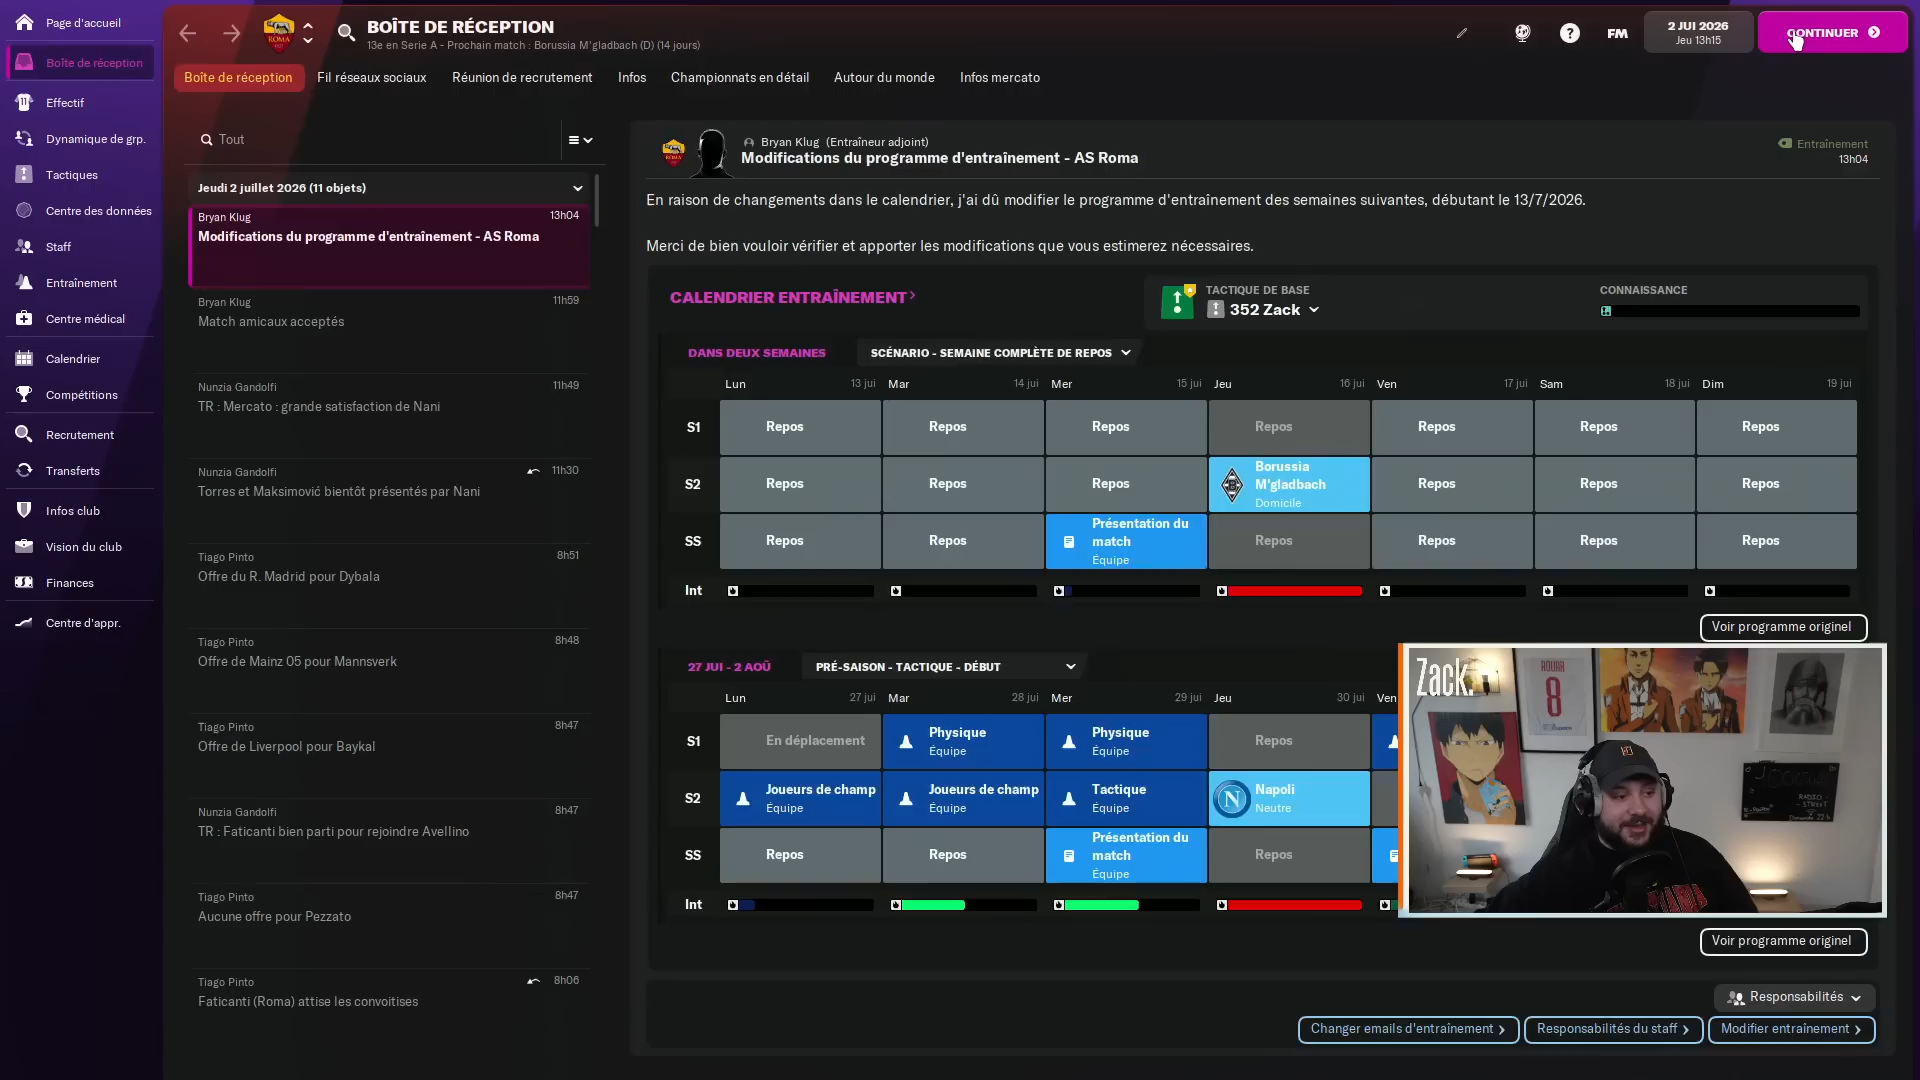 Page d'accueil
Boîte de réception
Effectif
Dynamique de grp.
Tactiques
Centre des données
Staff
Entraînement
Centre médical
Calendrier
Compétitions
Recrutement
Transferts
Infos club
Vision du club
Finances
Centre d'appr.
BOÎTE DE RÉCEPTION
13e en Serie A - Prochain match : Borussia M'gladbach (D) (14 jours)
FM
2 JUI 2026
Jeu 13h15
CONTINUER
Boîte de réception
Fil réseaux sociaux
Réunion de recrutement
Infos
Championnats en détail
Autour du monde
Infos mercato
Tout
Jeudi 2 juillet 2026 (11 objets)
Bryan Klug 13h04
Modifications du programme d'entraînement - AS Roma
Bryan Klug 11h59
Match amicaux acceptés
Nunzia Gandolfi 11h49
TR : Mercato : grande satisfaction de Nani
Nunzia Gandolfi 11h30
Torres et Maksimović bientôt présentés par Nani
Tiago Pinto 8h51
Offre du R. Madrid pour Dybala
Tiago Pinto 8h48
Offre de Mainz 05 pour Mannsverk
Tiago Pinto 8h47
Offre de Liverpool pour Baykal
Nunzia Gandolfi 8h47
TR : Faticanti bien parti pour rejoindre Avellino
Tiago Pinto 8h47
Aucune offre pour Pezzato
Tiago Pinto 8h06
Faticanti (Roma) attise les convoitises
Bryan Klug (Entraîneur adjoint)
Modifications du programme d'entraînement - AS Roma
Entraînement
13h04
En raison de changements dans le calendrier, j'ai dû modifier le programme d'entraînement des semaines suivantes, débutant le 13/7/2026.
Merci de bien vouloir vérifier et apporter les modifications que vous estimerez nécessaires.
CALENDRIER ENTRAÎNEMENT
TACTIQUE DE BASE
352 Zack
CONNAISSANCE
DANS DEUX SEMAINES
SCÉNARIO - SEMAINE COMPLÈTE DE REPOS
Lun 13 jui Mar 14 jui Mer 15 jui Jeu 16 jui Ven 17 jui Sam 18 jui Dim 19 jui
S1 Repos Repos Repos Repos Repos Repos Repos
S2 Repos Repos Repos Borussia M'gladbach Domicile Repos Repos Repos
SS Repos Repos Présentation du match Équipe Repos Repos Repos Repos
Int
Voir programme originel
27 JUI - 2 AOÛ
PRÉ-SAISON - TACTIQUE - DÉBUT
Lun 27 jui Mar 28 jui Mer 29 jui Jeu 30 jui Ven
S1 En déplacement Physique Équipe Physique Équipe Repos
S2 Joueurs de champ Équipe Joueurs de champ Équipe Tactique Équipe Napoli Neutre
SS Repos Repos Présentation du match Équipe Repos
Int
Zack.
8
Voir programme originel
Responsabilités
Changer emails d'entraînement
Responsabilités du staff
Modifier entraînement